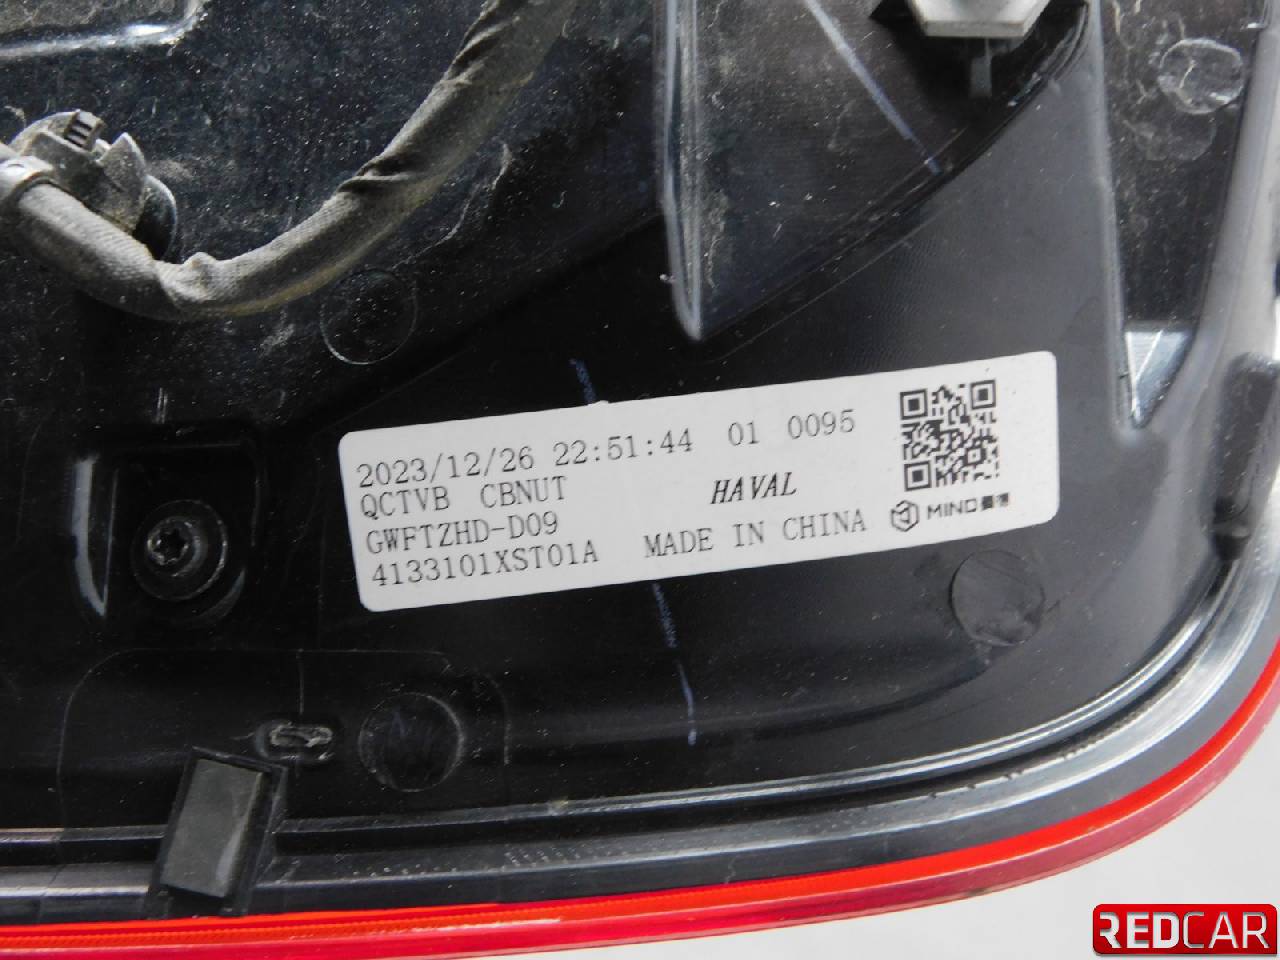 2023/12/26 22:51:44 01 0095
QCTVB CBNUT
HAVAL
GWFTZHD-D09
4133101XST01A MADE IN CHINA
MIND
REDCAR